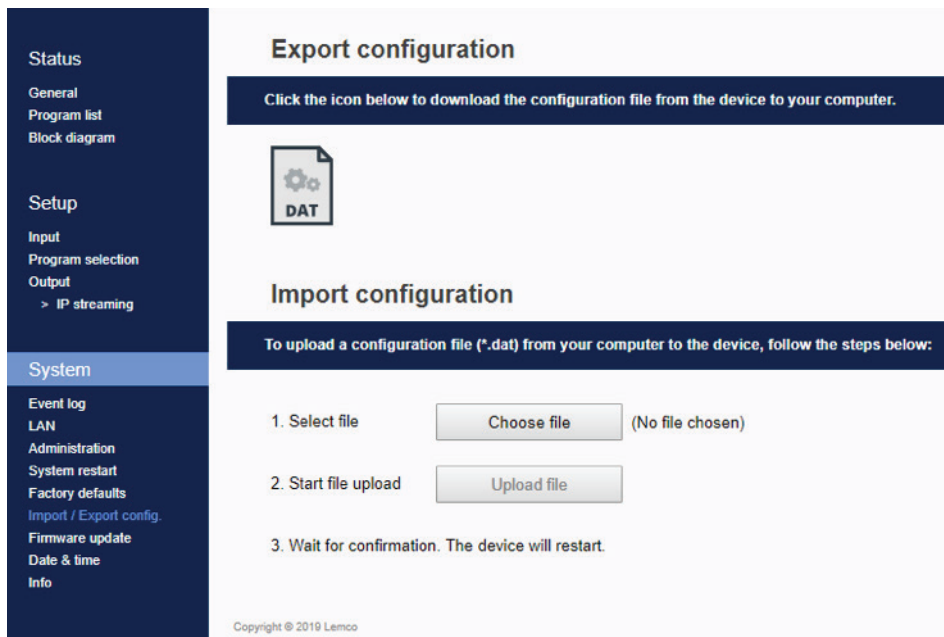 Status
General
Program list
Block diagram
Setup
Input
Program selection
Output
> IP streaming
System
Event log
LAN
Administration
System restart
Factory defaults
Import / Export config.
Firmware update
Date & time
Info
Export configuration
Click the icon below to download the configuration file from the device to your computer.
DAT
Import configuration
To upload a configuration file (*.dat) from your computer to the device, follow the steps below:
1. Select file Choose file (No file chosen)
2. Start file upload Upload file
3. Wait for confirmation. The device will restart.
Copyright © 2019 Lemco